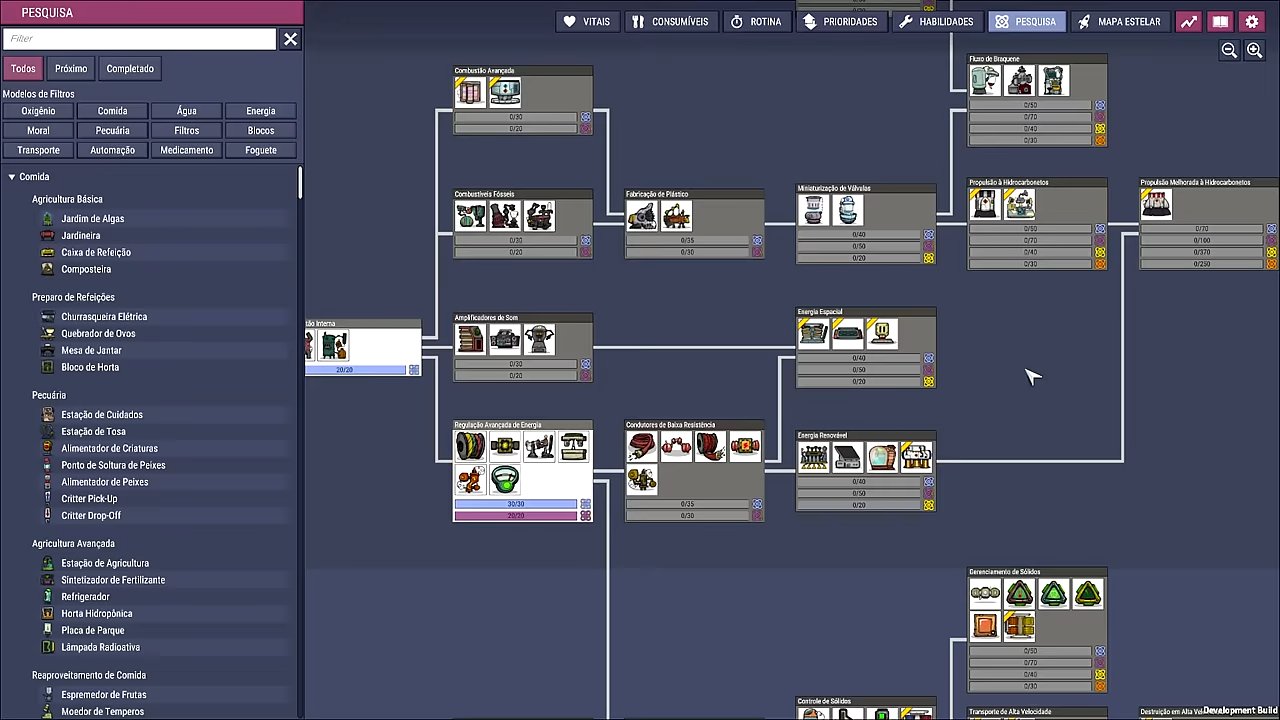 PESQUISA
Filter
Todos Próximo Completado
Modelos de Filtros
Oxigênio Comida Água Energia
Moral Pecuária Filtros Blocos
Transporte Automação Medicamento Foguete
Comida
Agricultura Básica
Jardim de Algas
Jardineira
Caixa de Refeição
Composteira
Preparo de Refeições
Churrasqueira Elétrica
Quebrador de Ovos
Mesa de Jantar
Bloco de Horta
Pecuária
Estação de Cuidados
Estação de Tosa
Alimentador de Criaturas
Ponto de Soltura de Peixes
Alimentador de Peixes
Critter Pick-Up
Critter Drop-Off
Agricultura Avançada
Estação de Agricultura
Sintetizador de Fertilizante
Refrigerador
Horta Hidropônica
Placa de Parque
Lâmpada Radioativa
Reaproveitamento de Comida
Espremedor de Frutas
Moedor de Temperos
VITAIS CONSUMÍVEIS ROTINA PRIORIDADES HABILIDADES PESQUISA MAPA ESTELAR
Combustão Avançada
0/30
0/20
Combustíveis Fósseis
0/30
0/20
Amplificadores de Som
0/30
0/20
Interna
20/20
Regulação Avançada de Energia
30/30
20/20
Fabricação de Plástico
0/35
0/30
Condutores de Baixa Resistência
0/35
0/30
Miniaturização de Válvulas
0/40
0/50
0/20
Energia Espacial
0/40
0/50
0/20
Energia Renovável
0/40
0/50
0/20
Controle de Sólidos
Fluxo de Braquene
0/50
0/70
0/40
0/30
Propulsão à Hidrocarbonetos
0/50
0/70
0/40
0/30
Propulsão Melhorada à Hidrocarbonetos
0/70
0/100
0/370
0/250
Gerenciamento de Sólidos
0/50
0/70
0/40
0/30
Transporte de Alta Velocidade
Destruição em Alta
Development Build